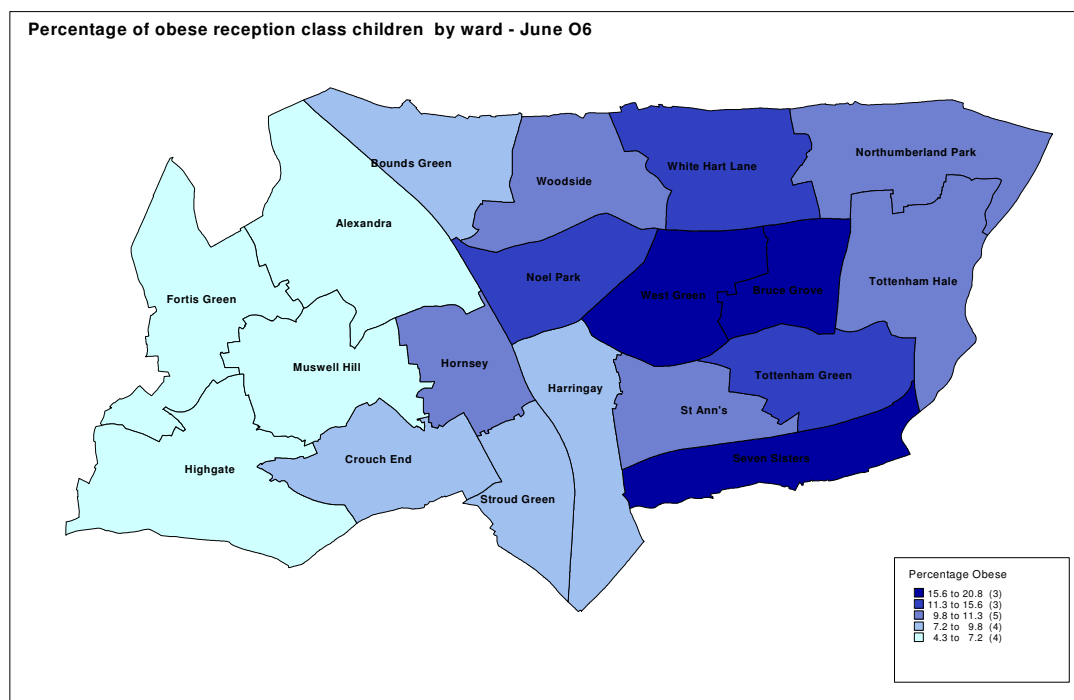 Percentage of obese reception class children by ward - June O6
Bounds Green
Northumberland Park
White Hart Lane
Woodside
Alexandra
Noel Park
Tottenham Hale
West Green
Bruce Grove
Fortis Green
Muswell Hill
Hornsey
Tottenham Green
Harringay
St Ann's
Crouch End
Seven Sisters
Highgate
Stroud Green
Percentage Obese
15.6 to 20.8 (3)
11.3 to 15.6 (3)
9.8 to 11.3 (5)
7.2 to 9.8 (4)
4.3 to 7.2 (4)